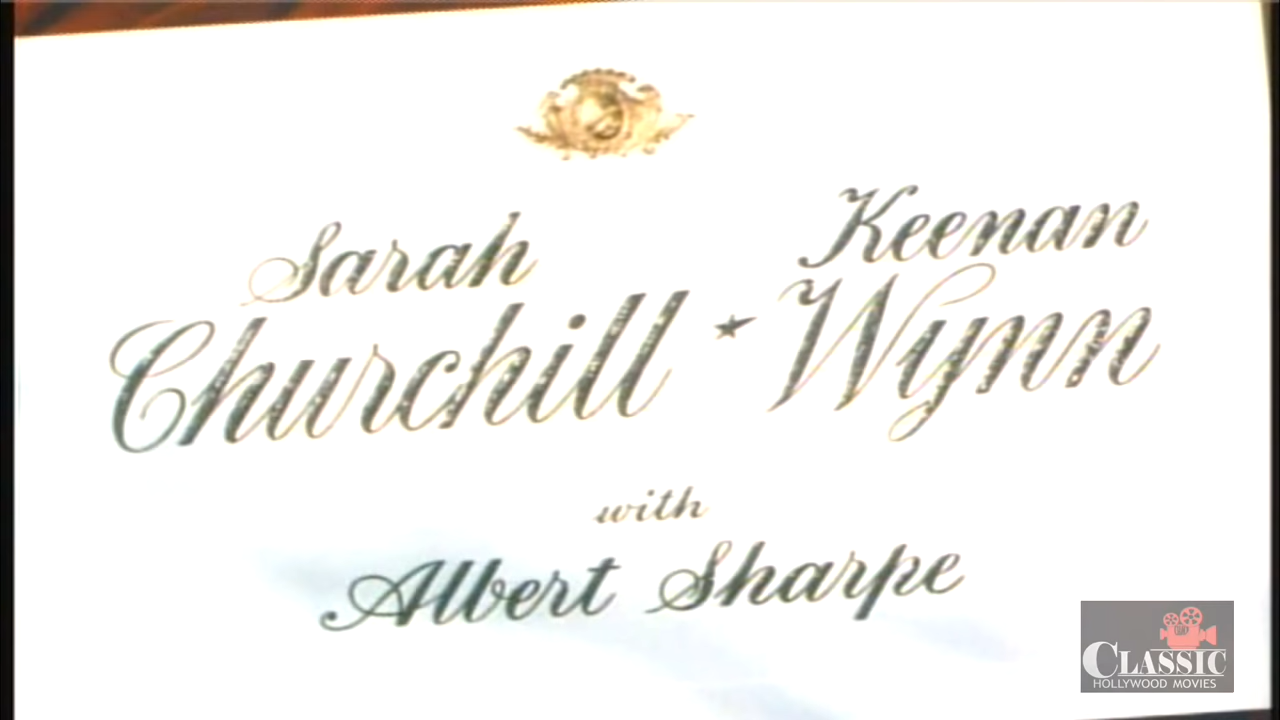 Sarah
Churchill
★
Keenan
Wynn
with
Albert Sharpe
CLASSIC
HOLLYWOOD MOVIES